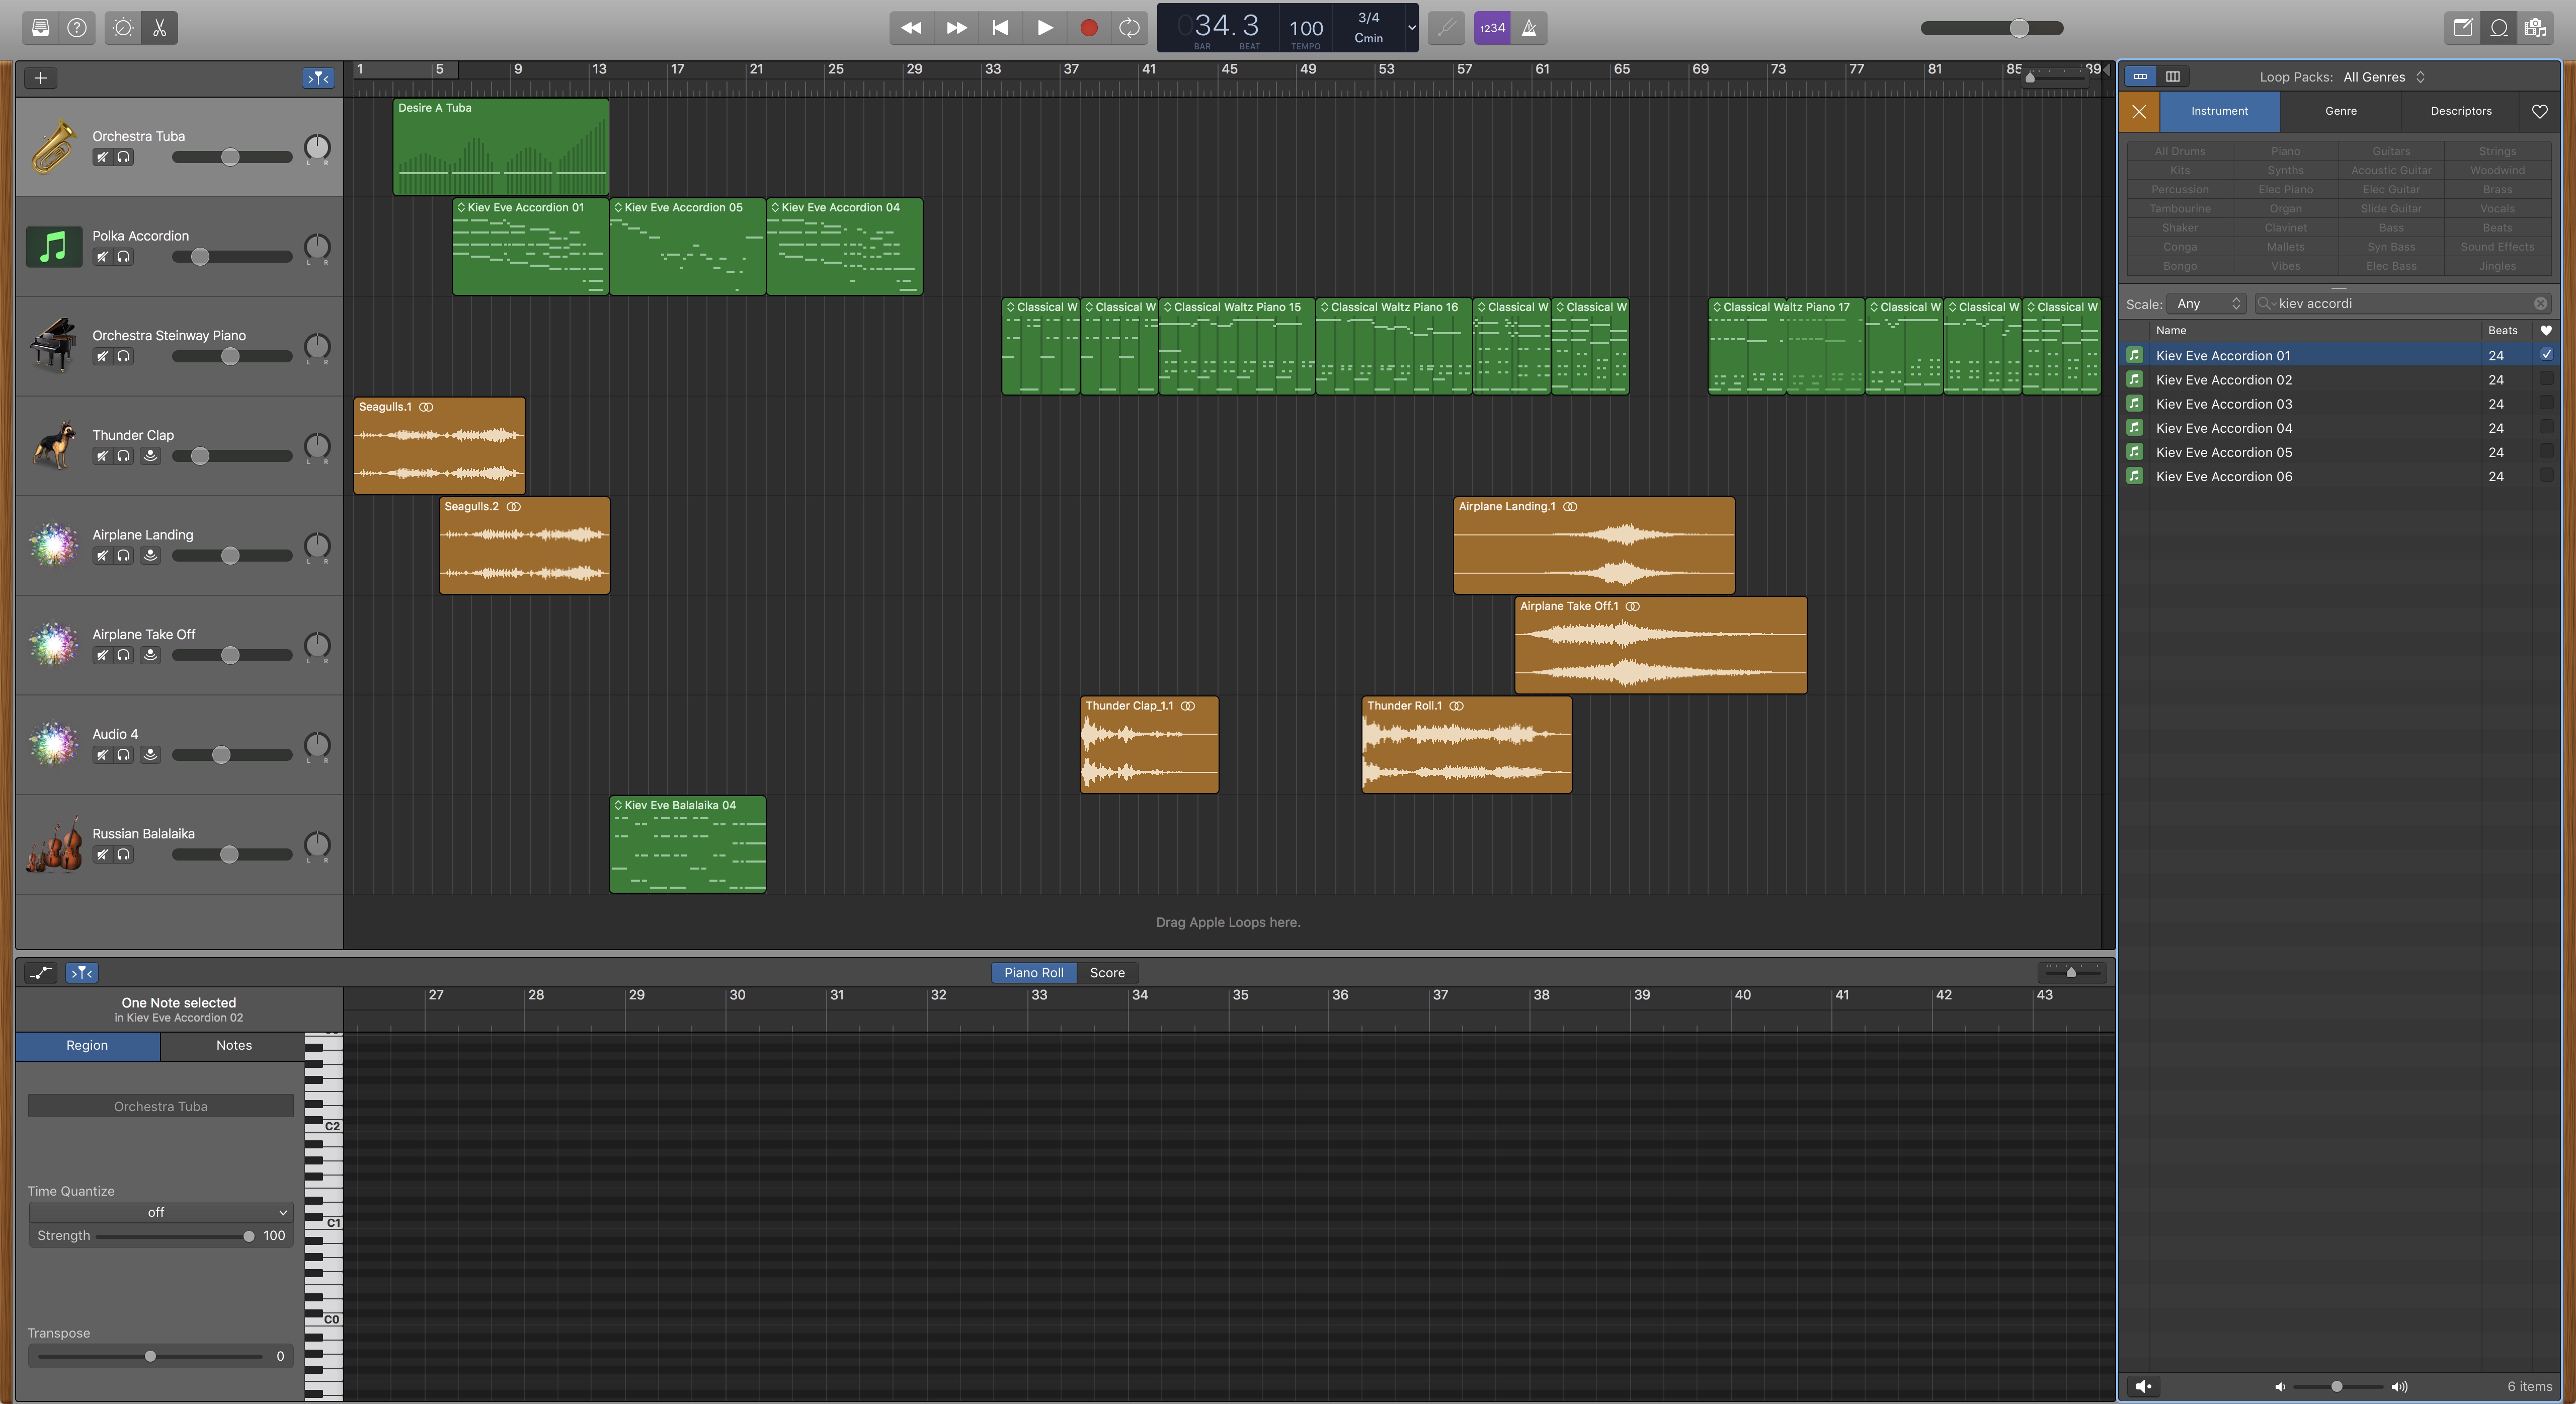 034.3
BAR
BEAT
100
TEMPO
3/4
Cmin
1234
1 5 9 13 17 21 25 29 33 37 41 45 49 53 57 61 65 69 73 77 81 85 89
Loop Packs: All Genres
Instrument Genre Descriptors
All Drums Piano Guitars Strings
Kits Synths Acoustic Guitar Woodwind
Percussion Elec Piano Elec Guitar Brass
Tambourine Organ Slide Guitar Vocals
Shaker Clavinet Bass Beats
Conga Mallets Syn Bass Sound Effects
Bongo Vibes Elec Bass Jingles
Scale: Any kiev accordi
Name Beats
Kiev Eve Accordion 01 24
Kiev Eve Accordion 02 24
Kiev Eve Accordion 03 24
Kiev Eve Accordion 04 24
Kiev Eve Accordion 05 24
Kiev Eve Accordion 06 24
6 items
Orchestra Tuba
L R
Desire A Tuba
Polka Accordion
L R
Kiev Eve Accordion 01 Kiev Eve Accordion 05 Kiev Eve Accordion 04
Orchestra Steinway Piano
L R
Classical W Classical W Classical Waltz Piano 15 Classical Waltz Piano 16 Classical W Classical W Classical Waltz Piano 17 Classical W Classical W Classical W
Thunder Clap
L R
Seagulls.1
Airplane Landing
L R
Seagulls.2 Airplane Landing.1
Airplane Take Off
L R
Airplane Take Off.1
Audio 4
L R
Thunder Clap_1.1 Thunder Roll.1
Russian Balalaika
L R
Kiev Eve Balalaika 04
Drag Apple Loops here.
Piano Roll Score
One Note selected
in Kiev Eve Accordion 02
27 28 29 30 31 32 33 34 35 36 37 38 39 40 41 42 43
Region Notes
Orchestra Tuba
C2
Time Quantize
off
C1
Strength 100
C0
Transpose
0